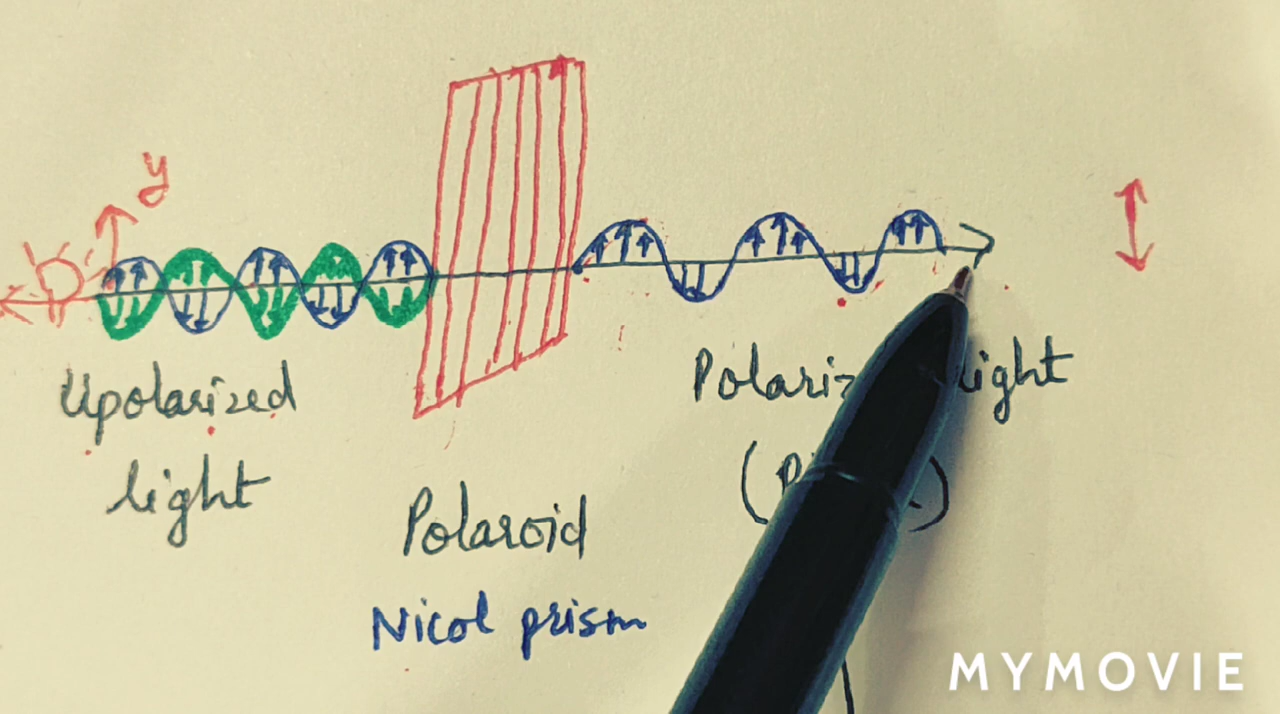 y
Upolarized
light
Polaroid
Nicol prism
light
MYMOVIE